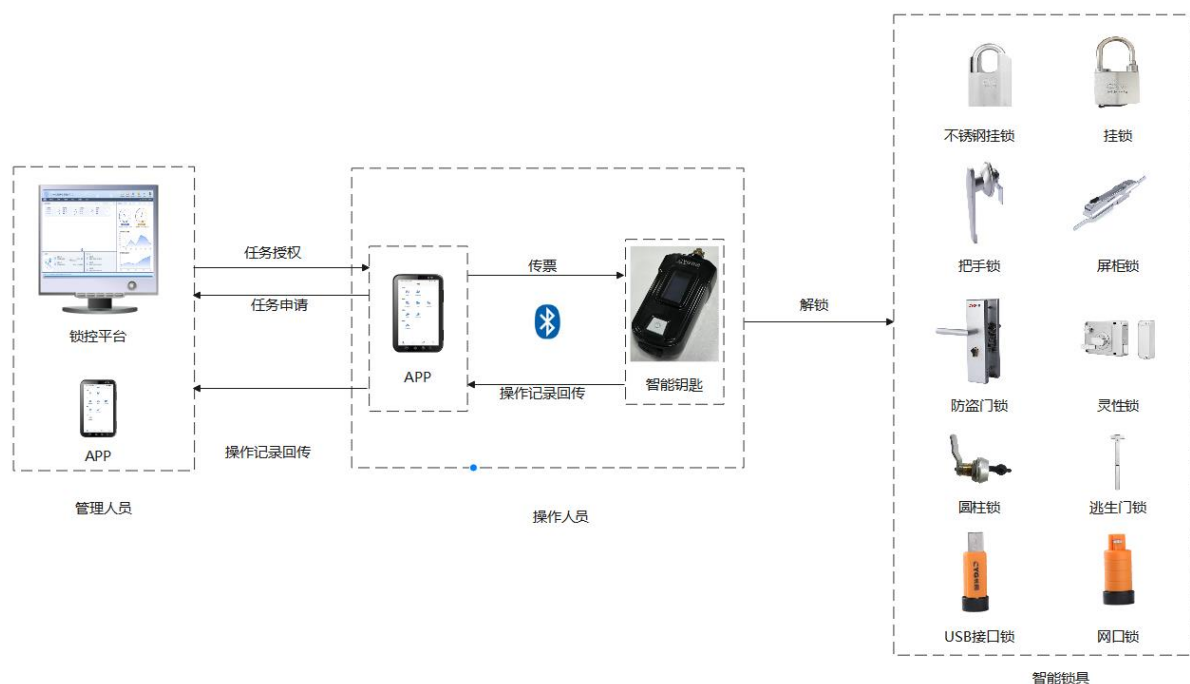 不锈钢挂锁
挂锁
把手锁
屏柜锁
防盗门锁
灵性锁
圆柱锁
逃生门锁
CYG
USB接口锁
网口锁
智能锁具
锁控平台
APP
管理人员
任务授权
任务申请
操作记录回传
APP
传票
操作记录回传
智能钥匙
操作人员
解锁